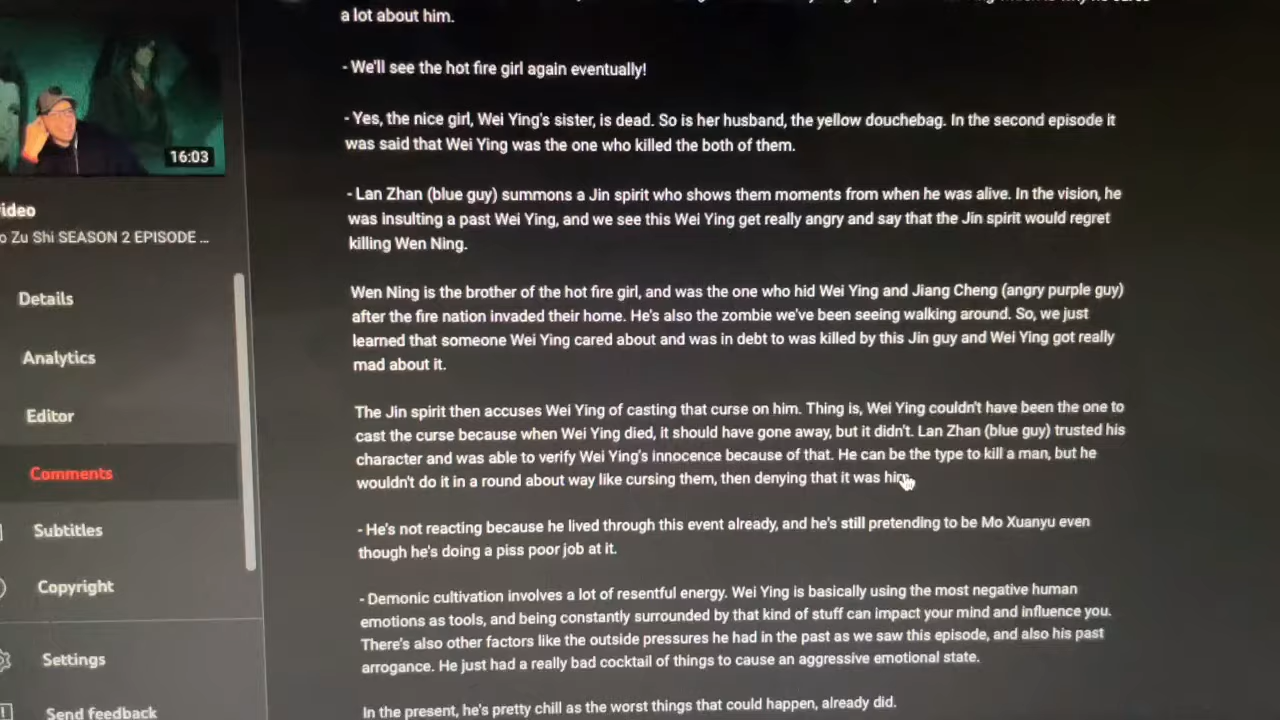 a lot about him.
- We'll see the hot fire girl again eventually!
- Yes, the nice girl, Wei Ying's sister, is dead. So is her husband, the yellow douchebag. In the second episode it
was said that Wei Ying was the one who killed the both of them.
- Lan Zhan (blue guy) summons a Jin spirit who shows them moments from when he was alive. In the vision, he
was insulting a past Wei Ying, and we see this Wei Ying get really angry and say that the Jin spirit would regret
killing Wen Ning.
Wen Ning is the brother of the hot fire girl, and was the one who hid Wei Ying and Jiang Cheng (angry purple guy)
after the fire nation invaded their home. He's also the zombie we've been seeing walking around. So, we just
learned that someone Wei Ying cared about and was in debt to was killed by this Jin guy and Wei Ying got really
mad about it.
The Jin spirit then accuses Wei Ying of casting that curse on him. Thing is, Wei Ying couldn't have been the one to
cast the curse because when Wei Ying died, it should have gone away, but it didn't. Lan Zhan (blue guy) trusted his
character and was able to verify Wei Ying's innocence because of that. He can be the type to kill a man, but he
wouldn't do it in a round about way like cursing them, then denying that it was him.
- He's not reacting because he lived through this event already, and he's still pretending to be Mo Xuanyu even
though he's doing a piss poor job at it.
- Demonic cultivation involves a lot of resentful energy. Wei Ying is basically using the most negative human
emotions as tools, and being constantly surrounded by that kind of stuff can impact your mind and influence you.
There's also other factors like the outside pressures he had in the past as we saw this episode, and also his past
arrogance. He just had a really bad cocktail of things to cause an aggressive emotional state.
In the present, he's pretty chill as the worst things that could happen, already did.
16:03
ideo
o Zu Shi SEASON 2 EPISODE ...
Details
Analytics
Editor
Comments
Subtitles
Copyright
Settings
Send feedback